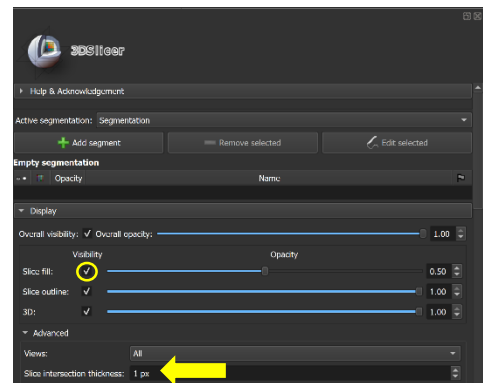 3DSlicer
Help & Acknowledgement
Active segmentation: Segmentation
Add segment Remove selected Edit selected
Empty segmentation
Opacity Name
Display
Overall visibility: Overall opacity: 1.00
Visibility Opacity
Slice fill: 0.50
Slice outline: 1.00
3D: 1.00
Advanced
Views: All
Slice intersection thickness: 1 px